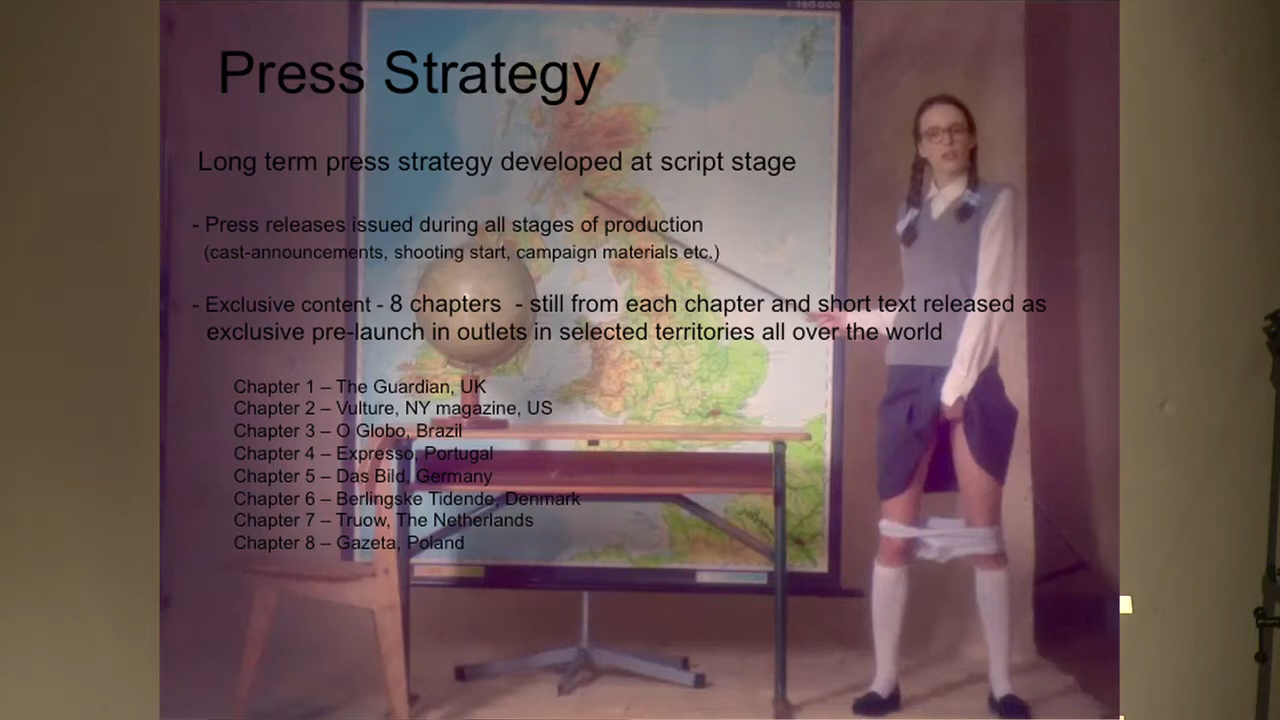 Press Strategy
Long term press strategy developed at script stage
- Press releases issued during all stages of production
(cast-announcements, shooting start, campaign materials etc.)
- Exclusive content - 8 chapters - still from each chapter and short text released as
exclusive pre-launch in outlets in selected territories all over the world
Chapter 1 – The Guardian, UK
Chapter 2 – Vulture, NY magazine, US
Chapter 3 – O Globo, Brazil
Chapter 4 – Expresso, Portugal
Chapter 5 – Das Bild, Germany
Chapter 6 – Berlingske Tidende, Denmark
Chapter 7 – Truow, The Netherlands
Chapter 8 – Gazeta, Poland